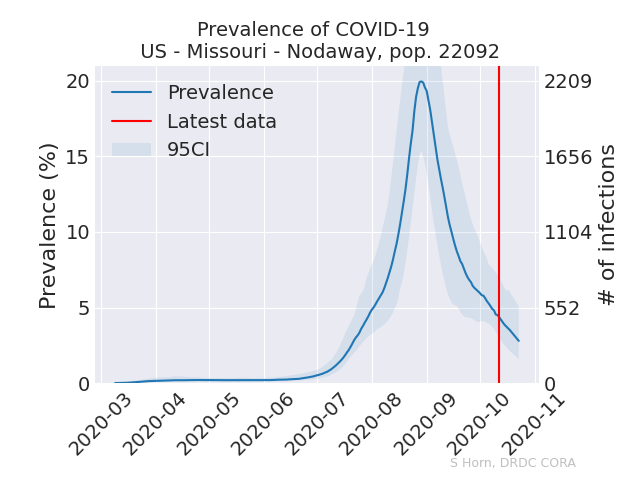 Prevalence of COVID-19
US - Missouri - Nodaway, pop. 22092
Prevalence
Latest data
95CI
Prevalence (%)
20
15
10
5
0
2209
1656
1104
552
0
# of infections
2020-03
2020-04
2020-05
2020-06
2020-07
2020-08
2020-09
2020-10
2020-11
S Horn, DRDC CORA